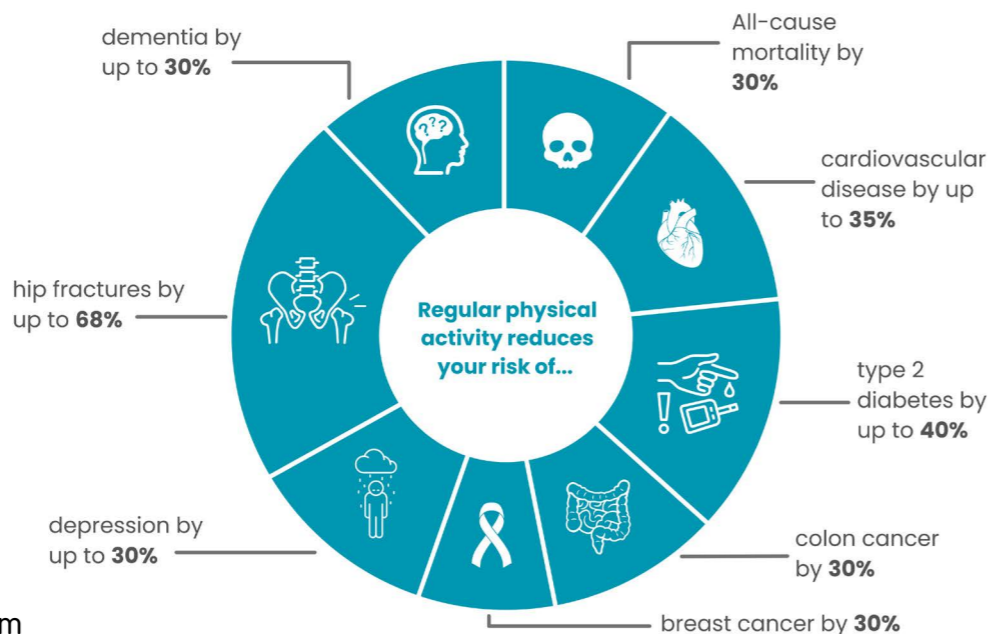 dementia by
up to 30%
All-cause
mortality by
30%
cardiovascular
disease by up
to 35%
hip fractures by
up to 68%
Regular physical
activity reduces
your risk of...
type 2
diabetes by
up to 40%
depression by
up to 30%
colon cancer
by 30%
breast cancer by 30%
m
???
!